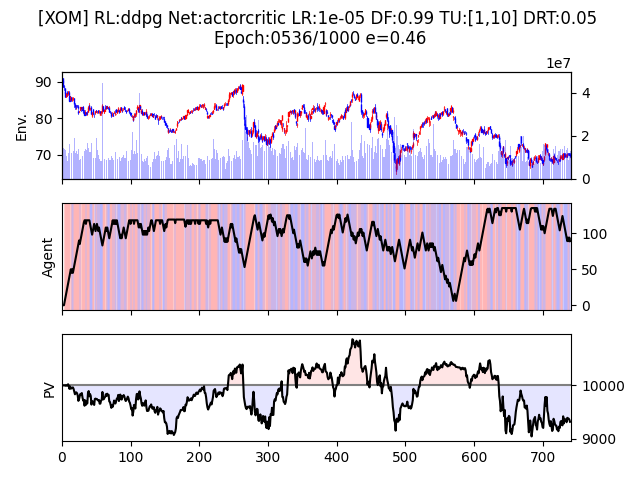 [XOM] RL:ddpg Net:actorcritic LR:1e-05 DF:0.99 TU:[1,10] DRT:0.05
Epoch:0536/1000 e=0.46
1e7
90
80
70
Env.
4
2
0
Agent
100
50
0
PV
10000
9000
0 100 200 300 400 500 600 700